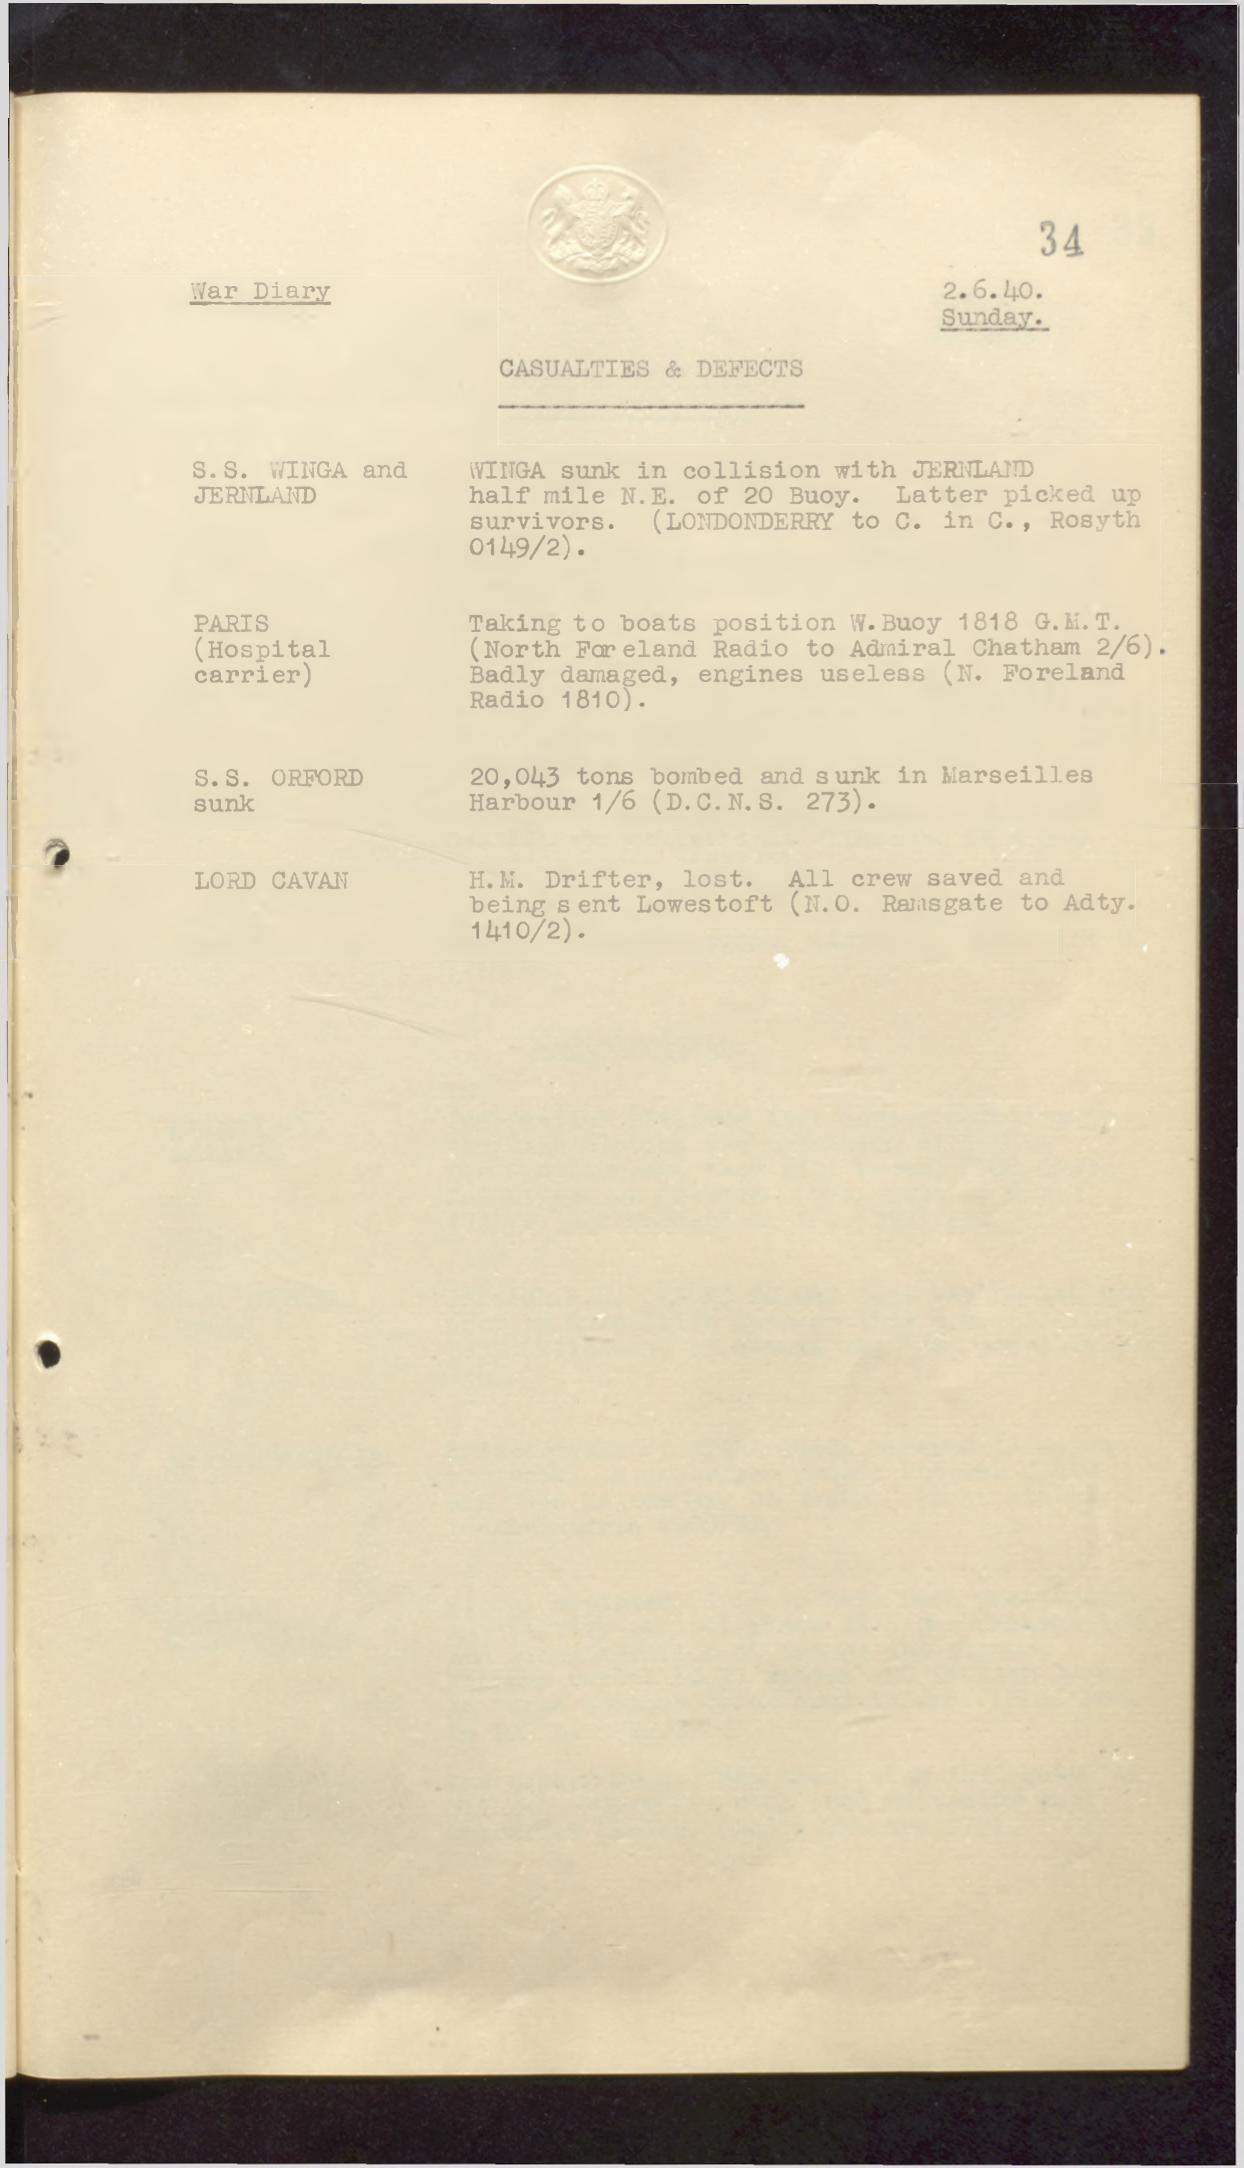 34
War Diary 2.6.40.
Sunday.
CASUALTIES & DEFECTS
S.S. WINGA and WINGA sunk in collision with JERNLAND
JERNLAND half mile N.E. of 20 Buoy. Latter picked up
survivors. (LONDONDERRY to C. in C., Rosyth
0149/2).
PARIS Taking to boats position W.Buoy 1818 G.M.T.
(Hospital (North Foreland Radio to Admiral Chatham 2/6).
carrier) Badly damaged, engines useless (N. Foreland
Radio 1810).
S.S. ORFORD 20,043 tons bombed and sunk in Marseilles
sunk Harbour 1/6 (D.C.N.S. 273).
LORD CAVAN H.M. Drifter, lost. All crew saved and
being sent Lowestoft (N.O. Ramsgate to Adty.
1410/2).